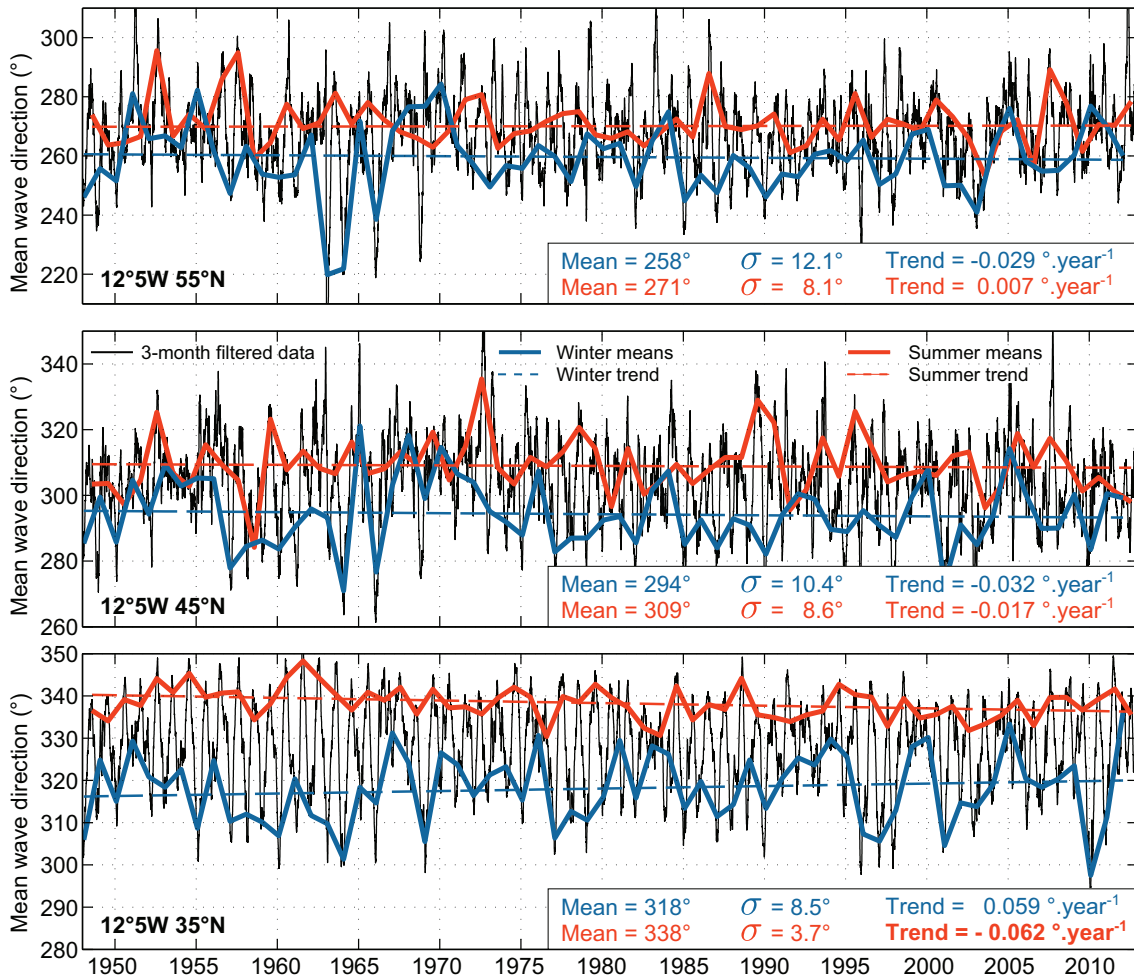 Mean wave direction (°)
300
280
260
240
220
12°5W 55°N
Mean = 258° σ = 12.1° Trend = -0.029 °.year-1
Mean = 271° σ = 8.1° Trend = 0.007 °.year-1
Mean wave direction (°)
340
320
300
280
260
3-month filtered data
Winter means
Summer means
Winter trend
Summer trend
12°5W 45°N
Mean = 294° σ = 10.4° Trend = -0.032 °.year-1
Mean = 309° σ = 8.6° Trend = -0.017 °.year-1
Mean wave direction (°)
350
340
330
320
310
300
290
280
12°5W 35°N
Mean = 318° σ = 8.5° Trend = 0.059 °.year-1
Mean = 338° σ = 3.7° Trend = - 0.062 °.year-1
1950 1955 1960 1965 1970 1975 1980 1985 1990 1995 2000 2005 2010